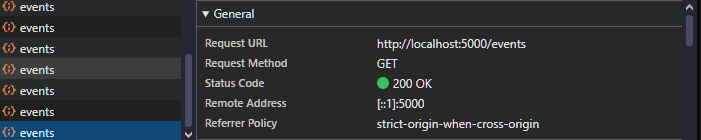 events
events
events
events
events
events
events
General
Request URL http://localhost:5000/events
Request Method GET
Status Code 200 OK
Remote Address [::1]:5000
Referrer Policy strict-origin-when-cross-origin